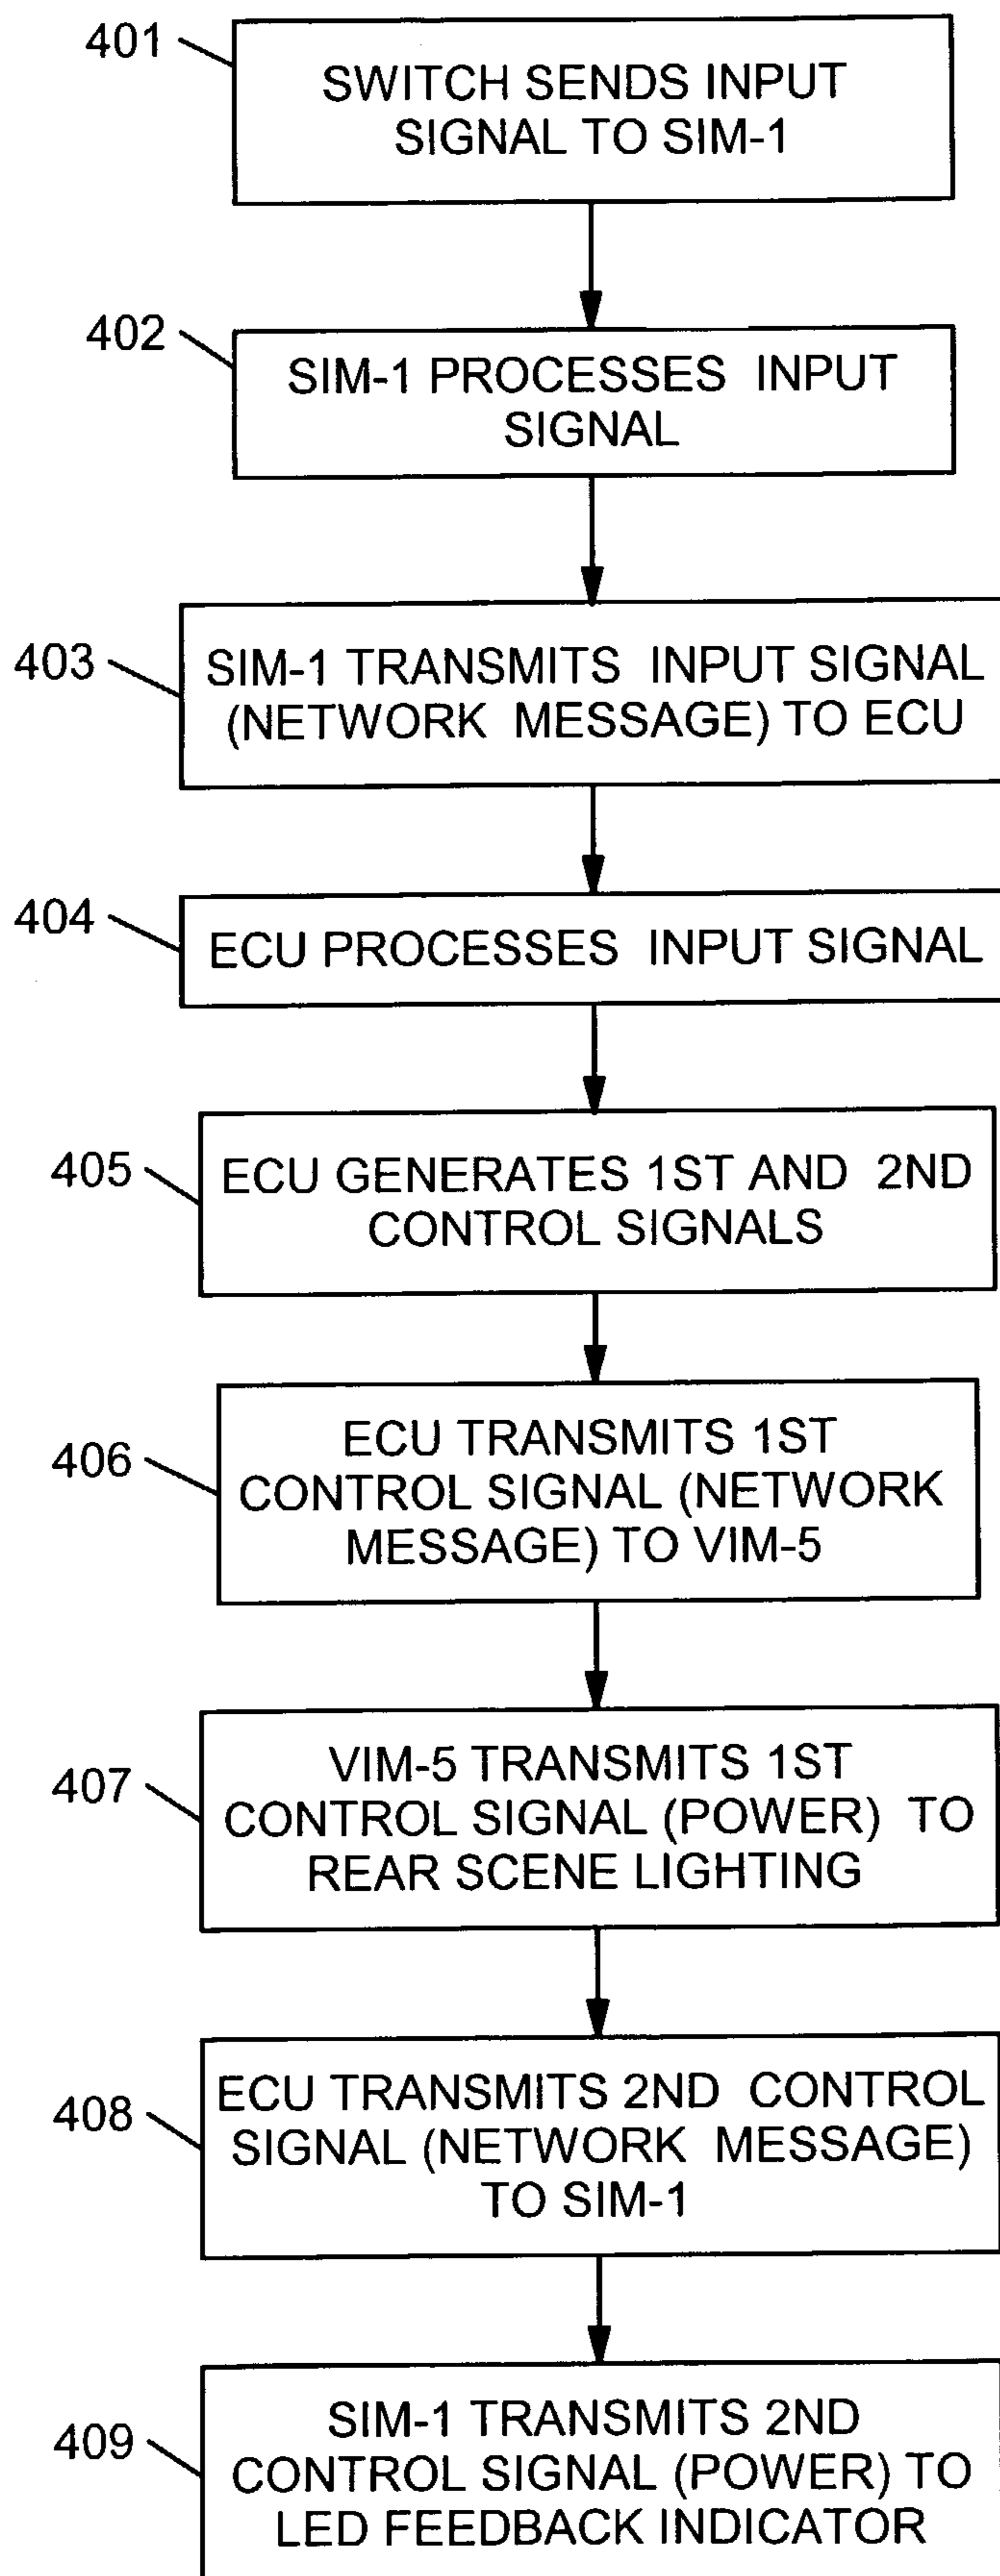 401
SWITCH SENDS INPUT
SIGNAL TO SIM-1
402
SIM-1 PROCESSES INPUT
SIGNAL
403
SIM-1 TRANSMITS INPUT SIGNAL
(NETWORK MESSAGE) TO ECU
404
ECU PROCESSES INPUT SIGNAL
405
ECU GENERATES 1ST AND 2ND
CONTROL SIGNALS
406
ECU TRANSMITS 1ST
CONTROL SIGNAL (NETWORK
MESSAGE) TO VIM-5
407
VIM-5 TRANSMITS 1ST
CONTROL SIGNAL (POWER) TO
REAR SCENE LIGHTING
408
ECU TRANSMITS 2ND CONTROL
SIGNAL (NETWORK MESSAGE)
TO SIM-1
409
SIM-1 TRANSMITS 2ND
CONTROL SIGNAL (POWER) TO
LED FEEDBACK INDICATOR